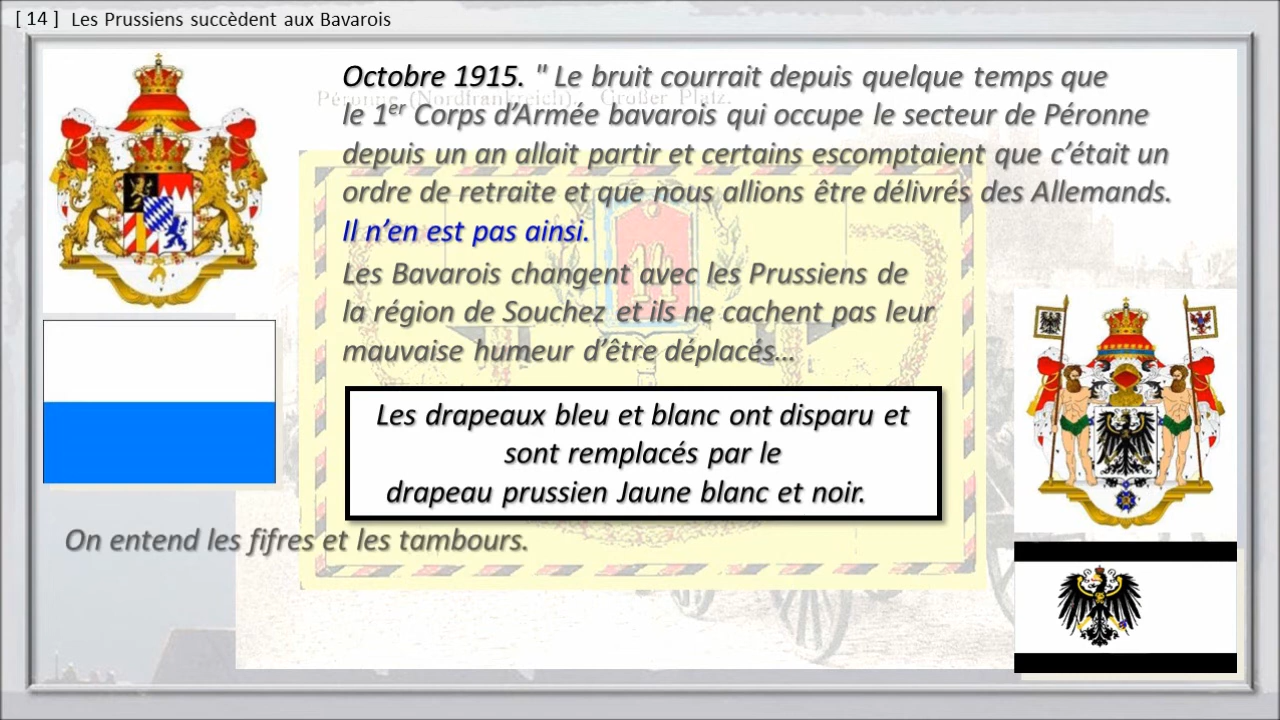 [ 14 ] Les Prussiens succèdent aux Bavarois
Octobre 1915. " Le bruit courrait depuis quelque temps que
Péronne (Nordfrankreich). Großer Platz.
le 1er Corps d’Armée bavarois qui occupe le secteur de Péronne
depuis un an allait partir et certains escomptaient que c’était un
ordre de retraite et que nous allions être délivrés des Allemands.
Il n’en est pas ainsi.
Les Bavarois changent avec les Prussiens de
la région de Souchez et ils ne cachent pas leur
mauvaise humeur d’être déplacés…
14
Les drapeaux bleu et blanc ont disparu et
sont remplacés par le
drapeau prussien Jaune blanc et noir.
On entend les fifres et les tambours.